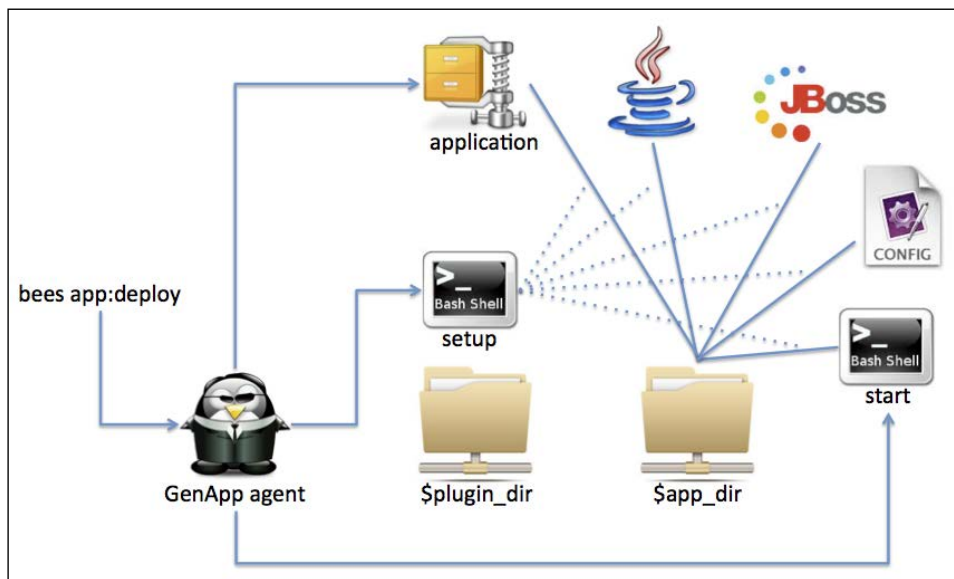 application
JBoss
CONFIG
bees app:deploy
>_
Bash Shell
setup
>_
Bash Shell
start
GenApp agent
$plugin_dir
$app_dir